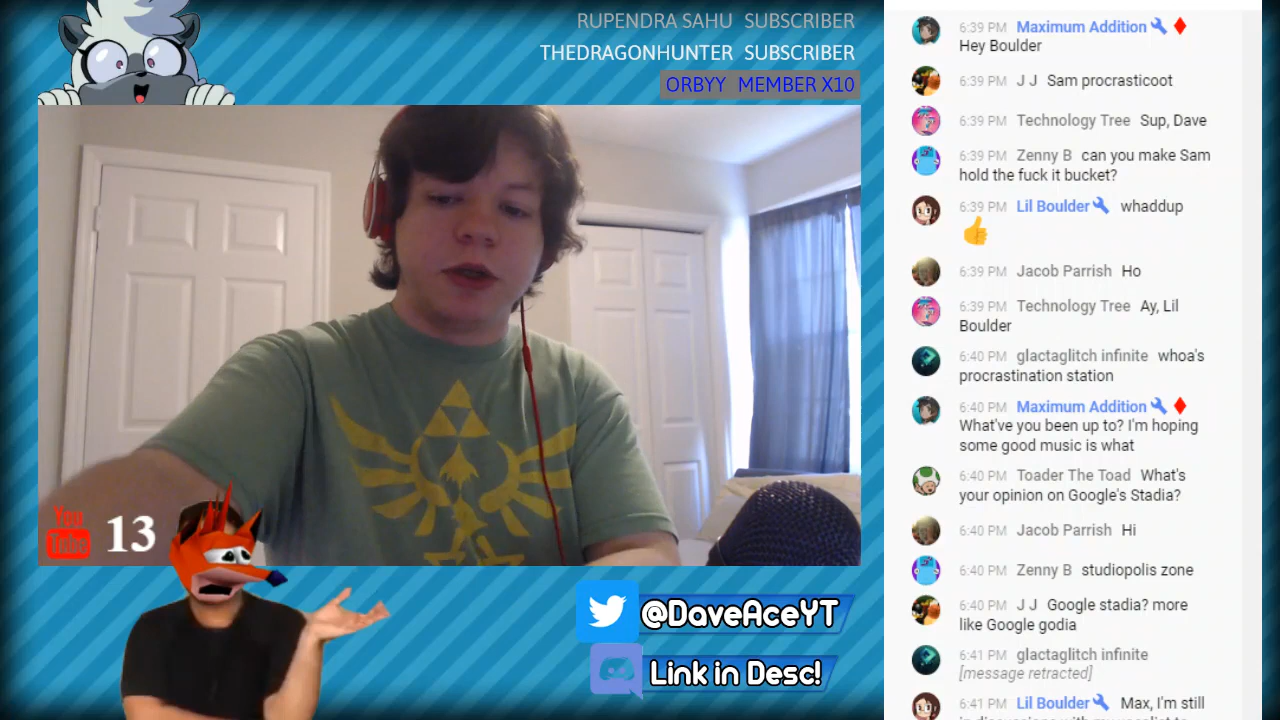 RUPENDRA SAHU SUBSCRIBER
THEDRAGONHUNTER SUBSCRIBER
ORBYY MEMBER X10
You
Tube
13
@DaveAceYT
Link in Desc!
6:39 PM Maximum Addition
Hey Boulder
6:39 PM J J Sam procrasticoot
6:39 PM Technology Tree Sup, Dave
6:39 PM Zenny B can you make Sam
hold the fuck it bucket?
6:39 PM Lil Boulder whaddup
6:39 PM Jacob Parrish Ho
6:39 PM Technology Tree Ay, Lil
Boulder
6:40 PM glactaglitch infinite whoa's
procrastination station
6:40 PM Maximum Addition
What've you been up to? I'm hoping
some good music is what
6:40 PM Toader The Toad What's
your opinion on Google's Stadia?
6:40 PM Jacob Parrish Hi
6:40 PM Zenny B studiopolis zone
6:40 PM J J Google stadia? more
like Google godia
6:41 PM glactaglitch infinite
[message retracted]
6:41 PM Lil Boulder Max, I'm still